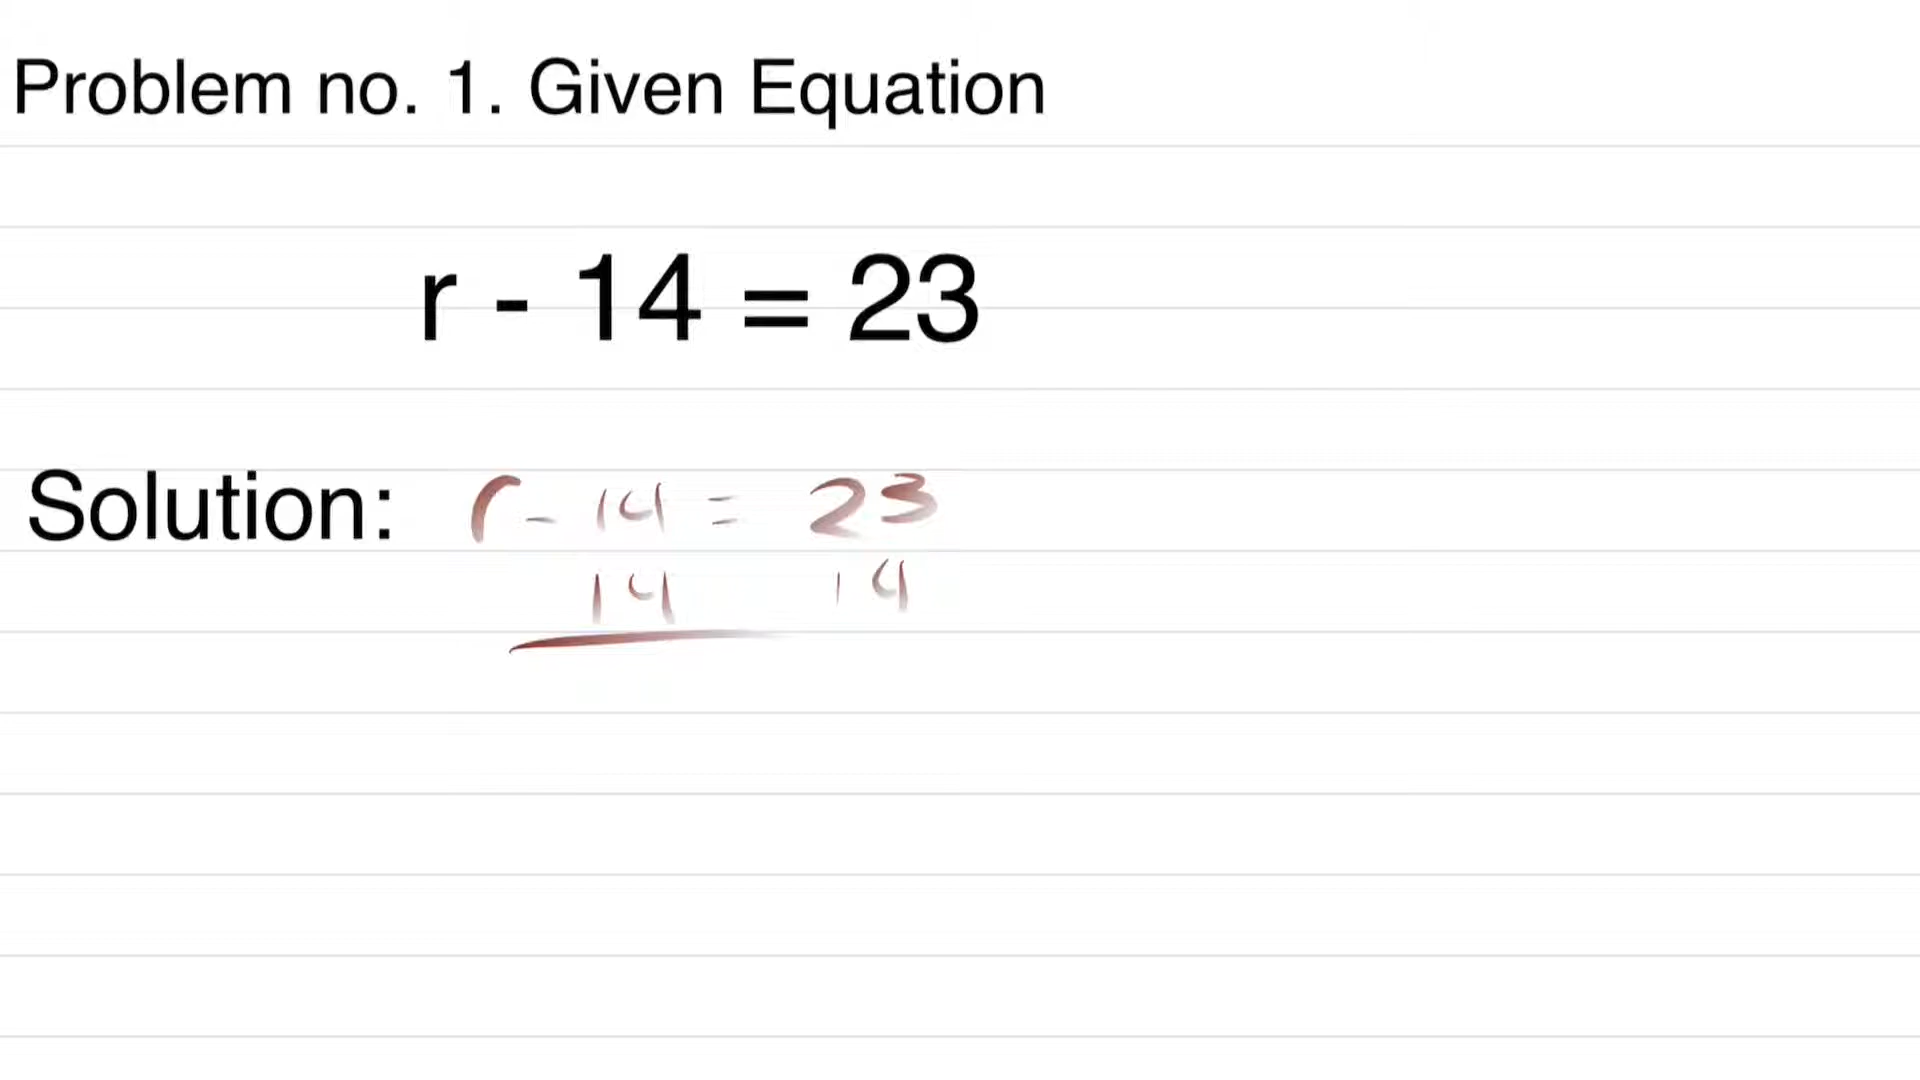 Problem no. 1. Given Equation
r - 14 = 23
Solution: r - 14 = 23
14 14